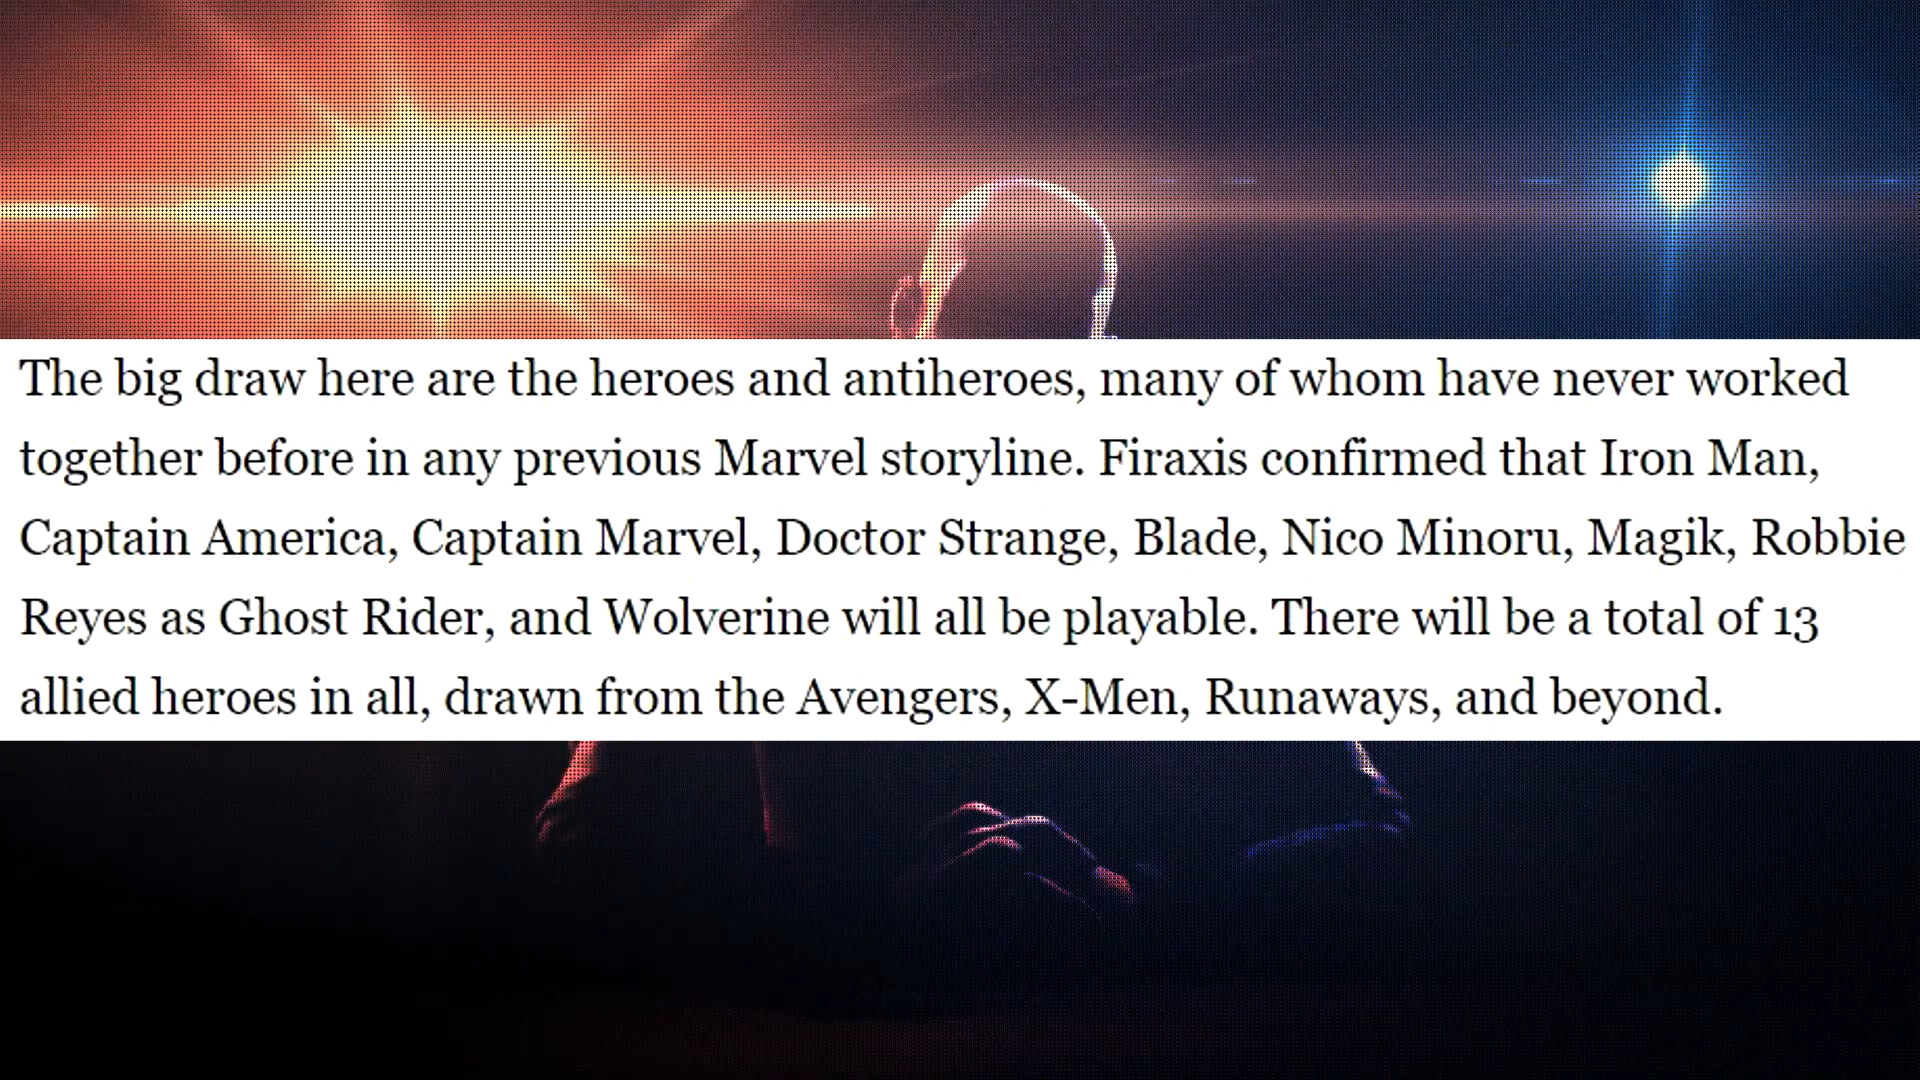 The big draw here are the heroes and antiheroes, many of whom have never worked
together before in any previous Marvel storyline. Firaxis confirmed that Iron Man,
Captain America, Captain Marvel, Doctor Strange, Blade, Nico Minoru, Magik, Robbie
Reyes as Ghost Rider, and Wolverine will all be playable. There will be a total of 13
allied heroes in all, drawn from the Avengers, X-Men, Runaways, and beyond.